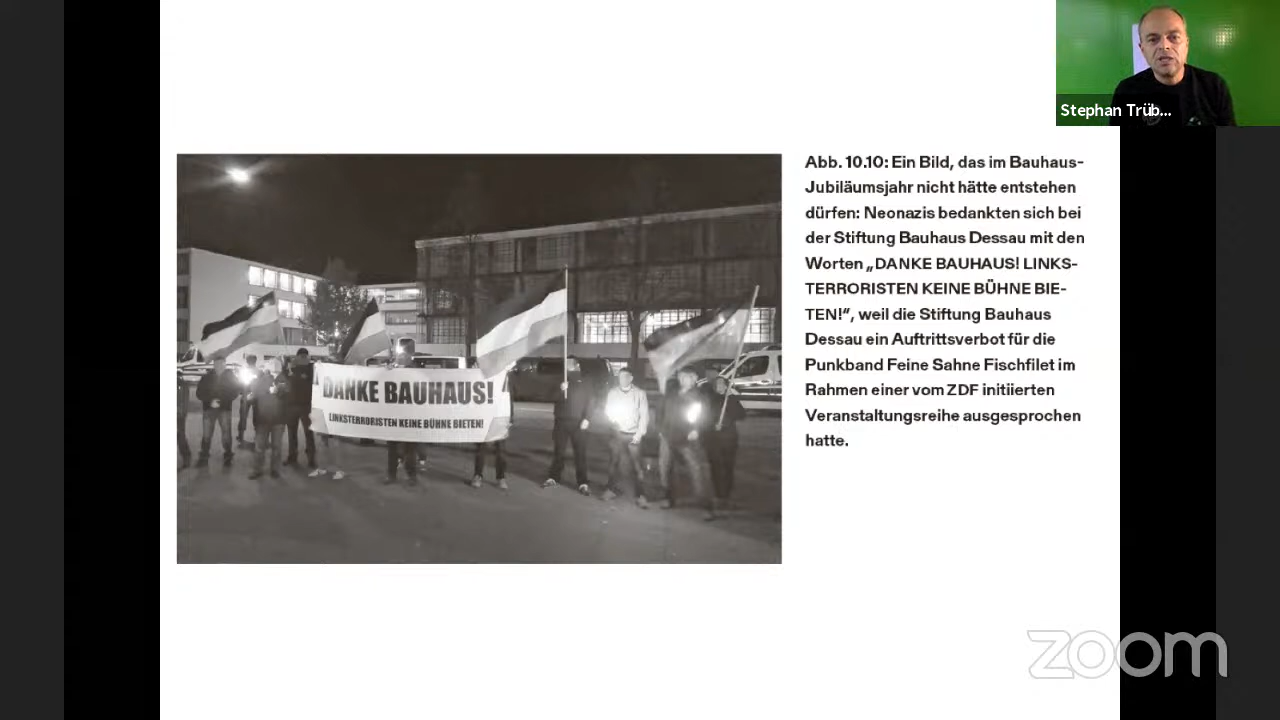 Stephan Trüb...
Abb. 10.10: Ein Bild, das im Bauhaus-
Jubiläumsjahr nicht hätte entstehen
dürfen: Neonazis bedankten sich bei
der Stiftung Bauhaus Dessau mit den
Worten „DANKE BAUHAUS! LINKS-
TERRORISTEN KEINE BÜHNE BIE-
TEN!“, weil die Stiftung Bauhaus
Dessau ein Auftrittsverbot für die
Punkband Feine Sahne Fischfilet im
Rahmen einer vom ZDF initiierten
Veranstaltungsreihe ausgesprochen
hatte.
DANKE BAUHAUS!
LINKSTERRORISTEN KEINE BÜHNE BIETEN!
zoom